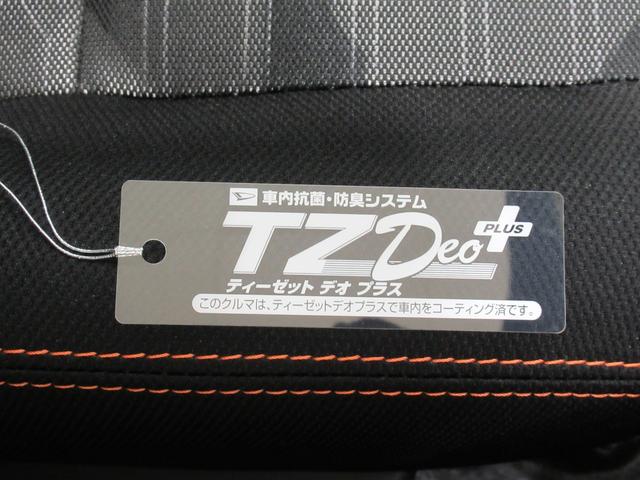 車内抗菌・防臭システム
TZ Deo PLUS
ティーゼット デオ プラス
このクルマは、ティーゼットデオプラスで車内をコーティング済です。